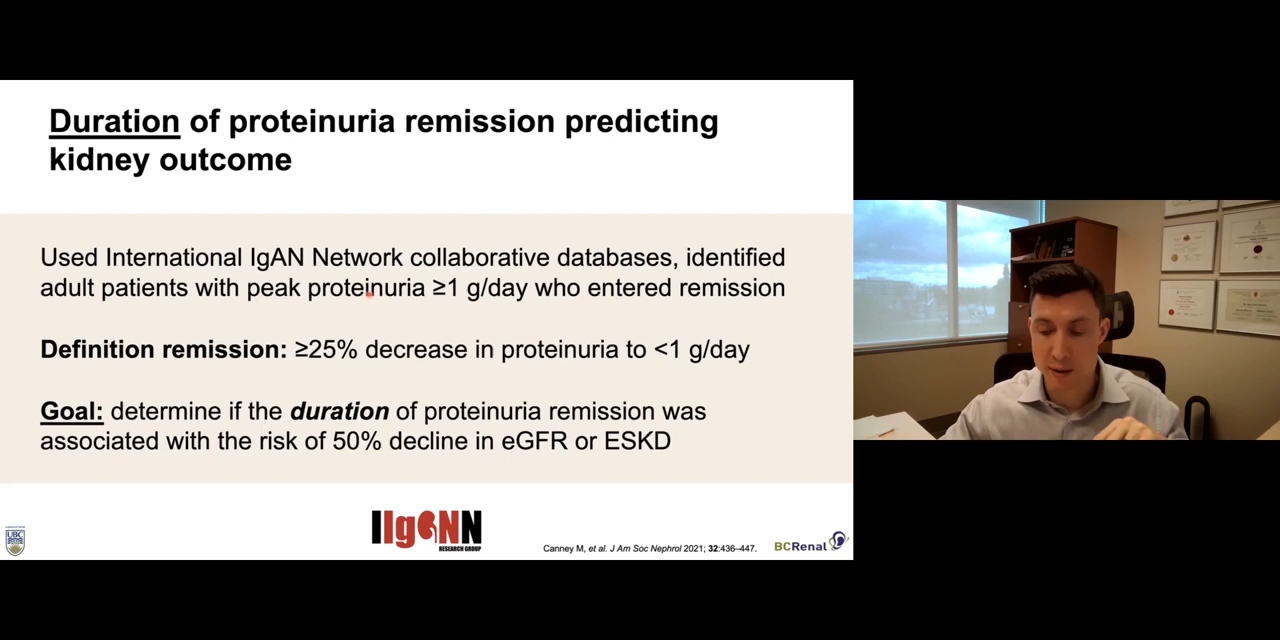 Duration of proteinuria remission predicting
kidney outcome
Used International IgAN Network collaborative databases, identified
adult patients with peak proteinuria ≥1 g/day who entered remission
Definition remission: ≥25% decrease in proteinuria to <1 g/day
Goal: determine if the duration of proteinuria remission was
associated with the risk of 50% decline in eGFR or ESKD
UBC
IIgANN
RESEARCH GROUP
Canney M, et al. J Am Soc Nephrol 2021; 32:436–447.
BCRenal